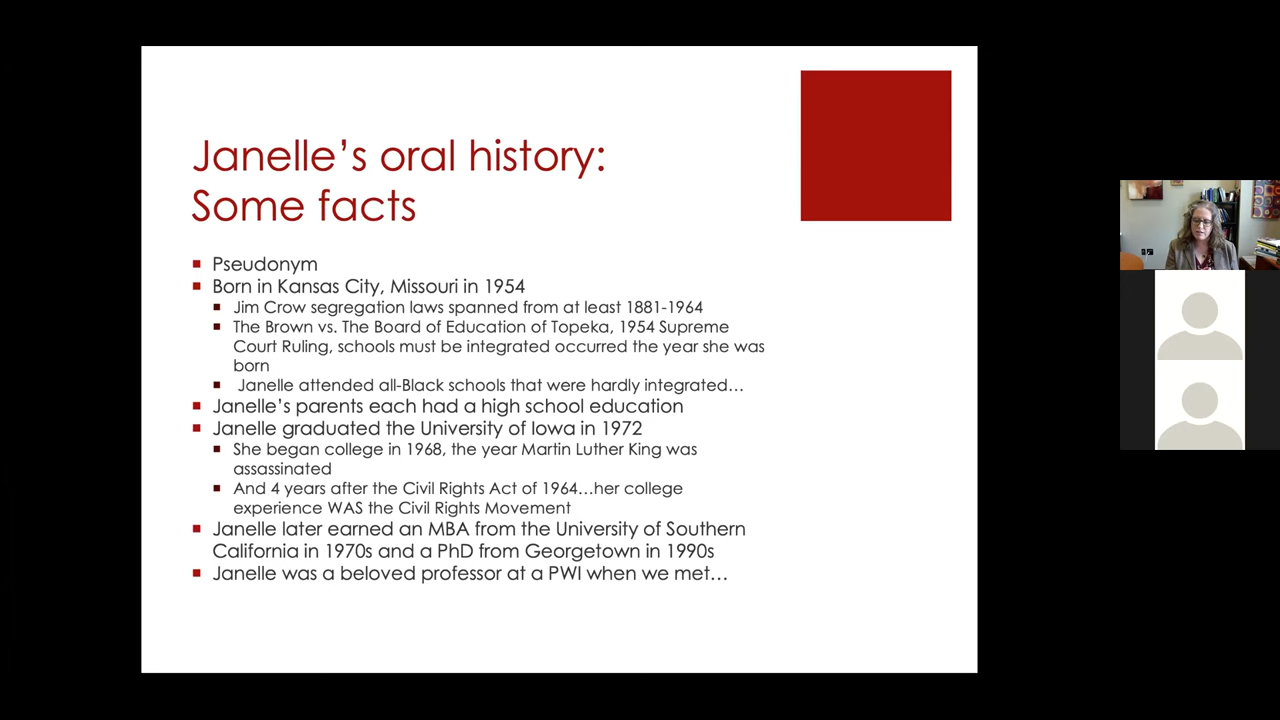 Janelle’s oral history:
Some facts
Pseudonym
Born in Kansas City, Missouri in 1954
Jim Crow segregation laws spanned from at least 1881-1964
The Brown vs. The Board of Education of Topeka, 1954 Supreme
Court Ruling, schools must be integrated occurred the year she was
born
Janelle attended all-Black schools that were hardly integrated…
Janelle’s parents each had a high school education
Janelle graduated the University of Iowa in 1972
She began college in 1968, the year Martin Luther King was
assassinated
And 4 years after the Civil Rights Act of 1964…her college
experience WAS the Civil Rights Movement
Janelle later earned an MBA from the University of Southern
California in 1970s and a PhD from Georgetown in 1990s
Janelle was a beloved professor at a PWI when we met…